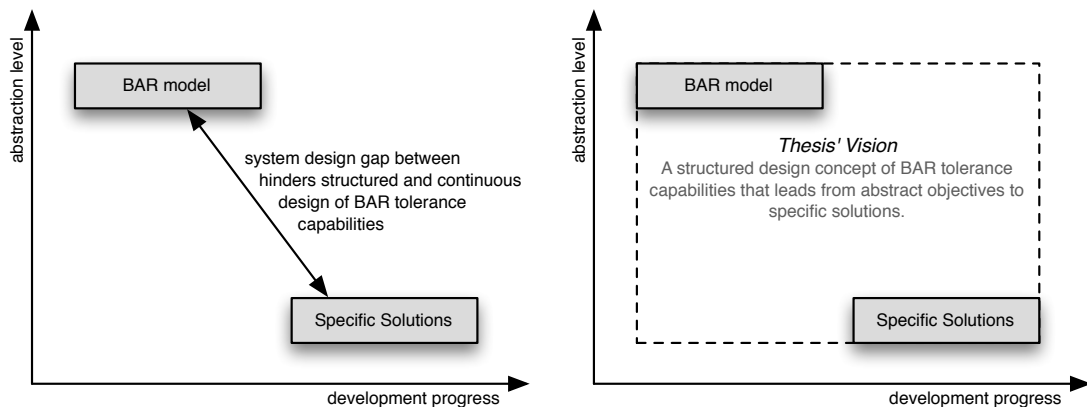 abstraction level
BAR model
system design gap between
hinders structured and continuous
design of BAR tolerance
capabilities
Specific Solutions
development progress
abstraction level
BAR model
Thesis' Vision
A structured design concept of BAR tolerance
capabilities that leads from abstract objectives to
specific solutions.
Specific Solutions
development progress